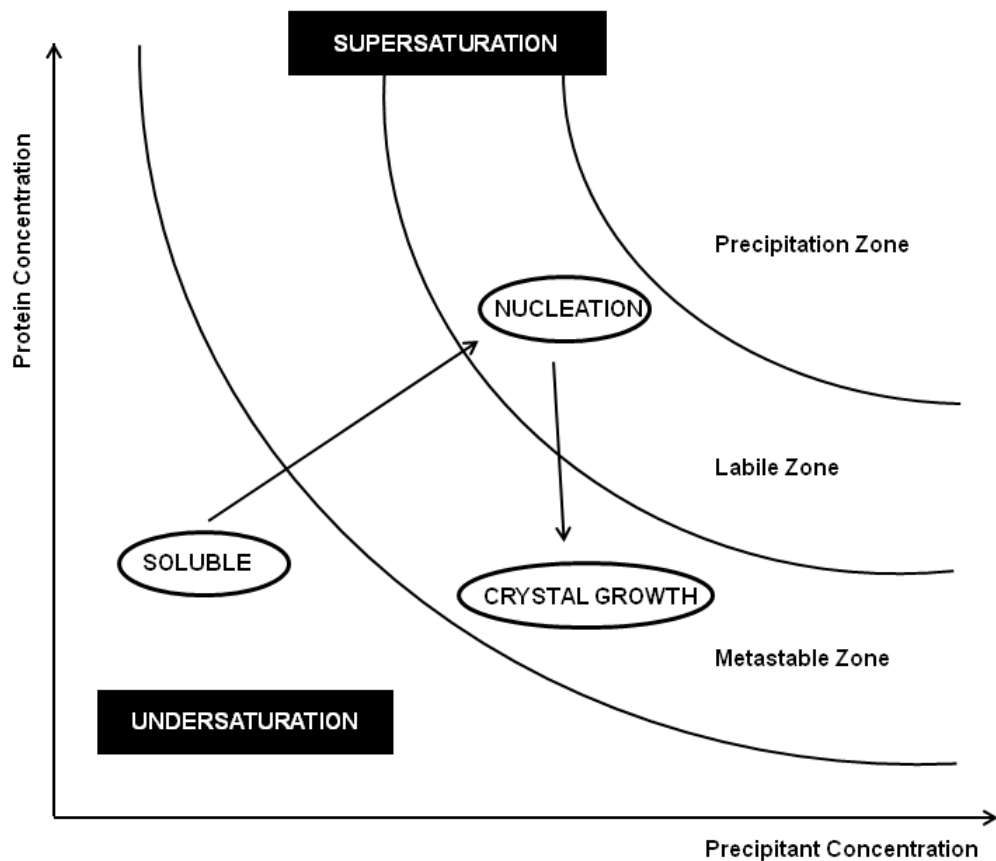 SUPERSATURATION
Protein Concentration
Precipitation Zone
NUCLEATION
Labile Zone
SOLUBLE
CRYSTAL GROWTH
Metastable Zone
UNDERSATURATION
Precipitant Concentration